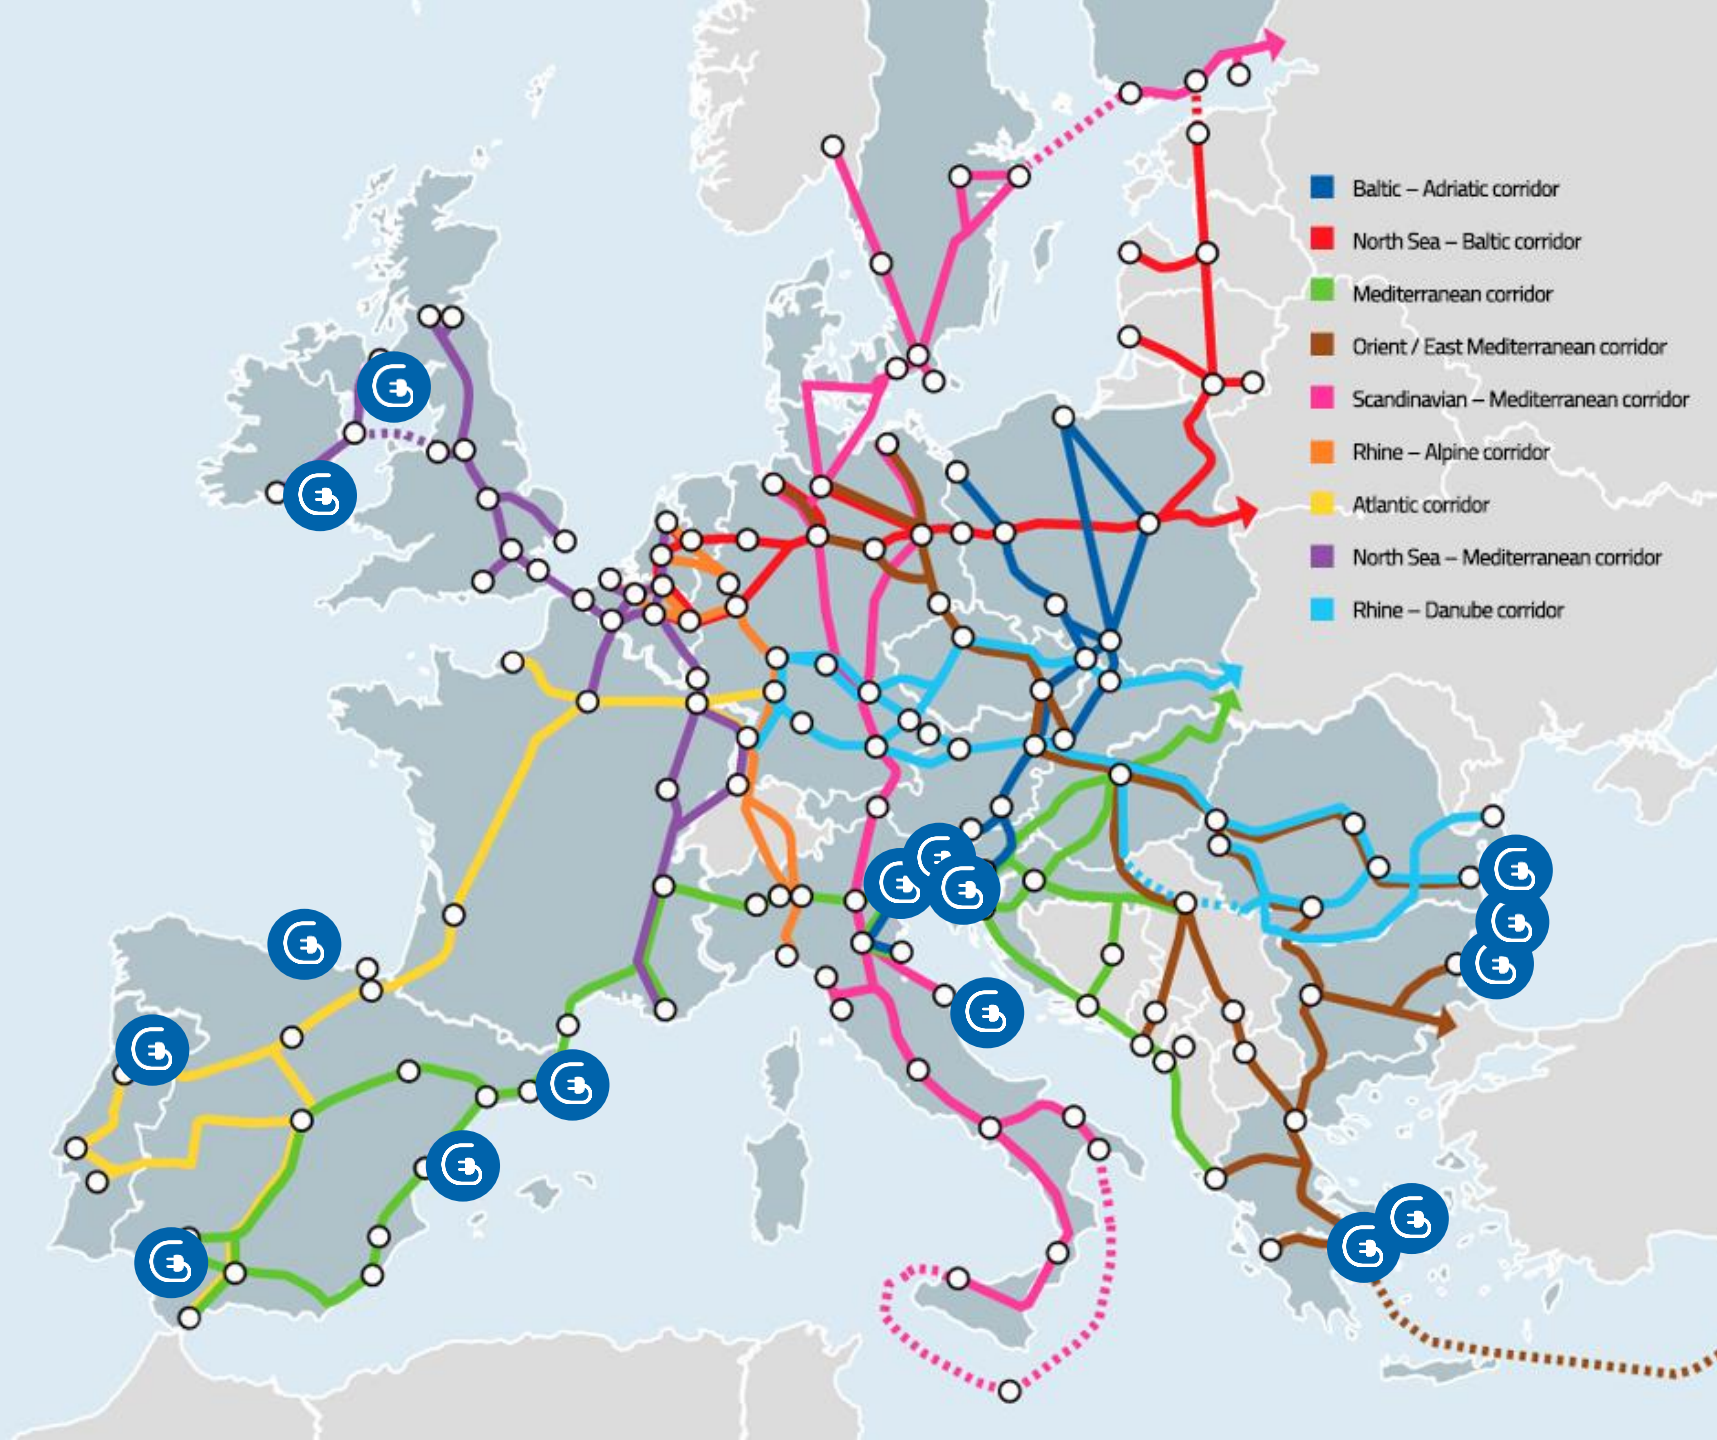 Baltic – Adriatic corridor
North Sea – Baltic corridor
Mediterranean corridor
Orient / East Mediterranean corridor
Scandinavian – Mediterranean corridor
Rhine – Alpine corridor
Atlantic corridor
North Sea – Mediterranean corridor
Rhine – Danube corridor